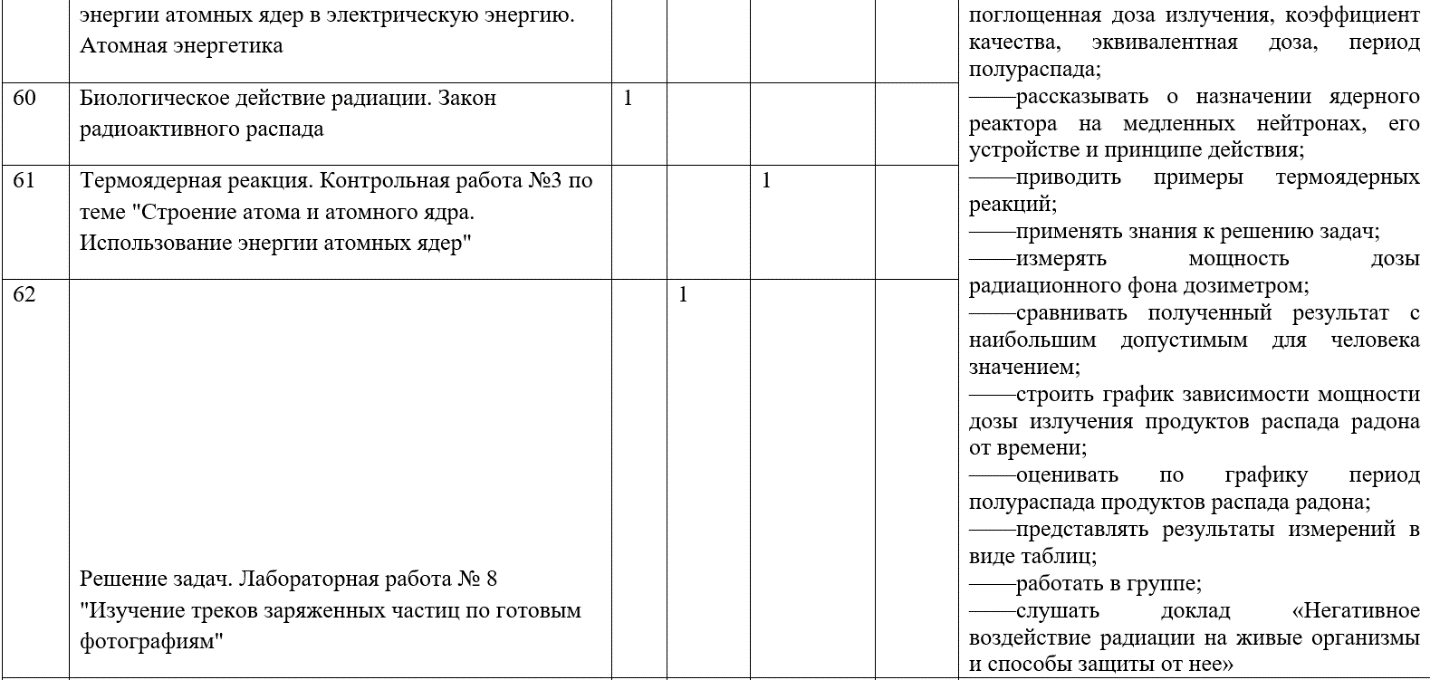 энергии атомных ядер в электрическую энергию.
Атомная энергетика
60
Биологическое действие радиации. Закон
радиоактивного распада
1
61
Термоядерная реакция. Контрольная работа №3 по
теме "Строение атома и атомного ядра.
Использование энергии атомных ядер"
1
62
Решение задач. Лабораторная работа № 8
"Изучение треков заряженных частиц по готовым
фотографиям"
1
поглощенная доза излучения, коэффициент
качества, эквивалентная доза, период
полураспада;
——рассказывать о назначении ядерного
реактора на медленных нейтронах, его
устройстве и принципе действия;
——приводить примеры термоядерных
реакций;
——применять знания к решению задач;
——измерять мощность дозы
радиационного фона дозиметром;
——сравнивать полученный результат с
наибольшим допустимым для человека
значением;
——строить график зависимости мощности
дозы излучения продуктов распада радона
от времени;
——оценивать по графику период
полураспада продуктов распада радона;
——представлять результаты измерений в
виде таблиц;
——работать в группе;
——слушать доклад «Негативное
воздействие радиации на живые организмы
и способы защиты от нее»